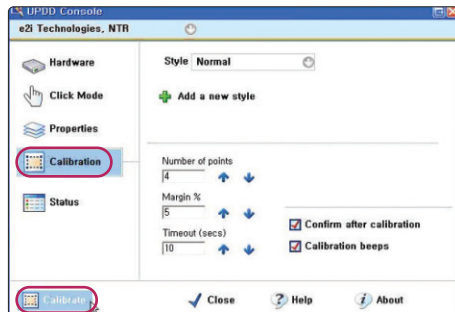 UPDD Console
e2i Technologies, NTR
Hardware
Click Mode
Properties
Calibration
Status
Style Normal
Add a new style
Number of points
4
Margin %
5
Timeout (secs)
10
Confirm after calibration
Calibration beeps
Calibrate
Close
Help
About